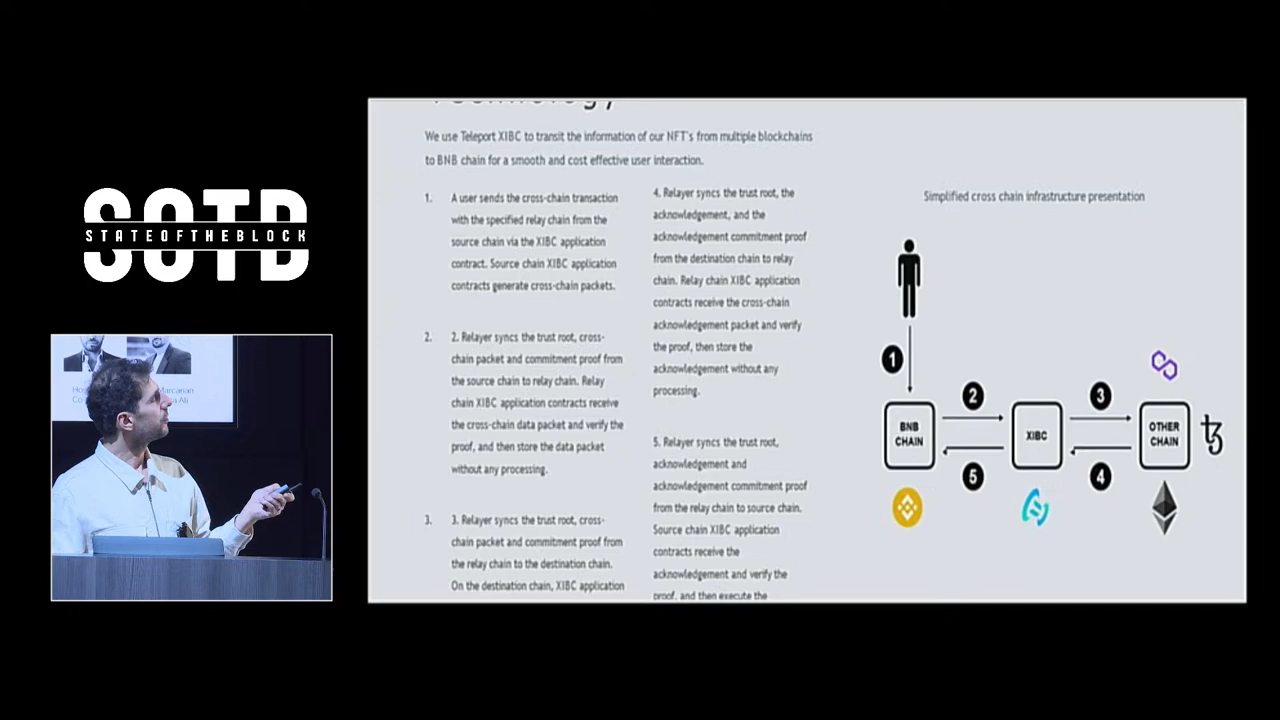 SOTD
STATEOFTHEBLOCK
Technology
We use Teleport XIBC to transit the information of our NFT's from multiple blockchains
to BNB chain for a smooth and cost effective user interaction.
1. A user sends the cross-chain transaction
with the specified relay chain from the
source chain via the XIBC application
contract. Source chain XIBC application
contracts generate cross-chain packets.
2. 2. Relayer syncs the trust root, cross-
chain packet and commitment proof from
the source chain to relay chain. Relay
chain XIBC application contracts receive
the cross-chain data packet and verify the
proof, and then store the data packet
without any processing.
3. 3. Relayer syncs the trust root, cross-
chain packet and commitment proof from
the relay chain to the destination chain.
On the destination chain, XIBC application
4. Relayer syncs the trust root, the
acknowledgement, and the
acknowledgement commitment proof
from the destination chain to relay
chain. Relay chain XIBC application
contracts receive the cross-chain
acknowledgement packet and verify
the proof, then store the
acknowledgement without any
processing.
5. Relayer syncs the trust root,
acknowledgement and
acknowledgement commitment proof
from the relay chain to source chain.
Source chain XIBC application
contracts receive the
acknowledgement and verify the
proof, and then execute the
Simplified cross chain infrastructure presentation
1
2
3
BNB
CHAIN
XIBC
OTHER
CHAIN
5
4
Marcarian
Ali